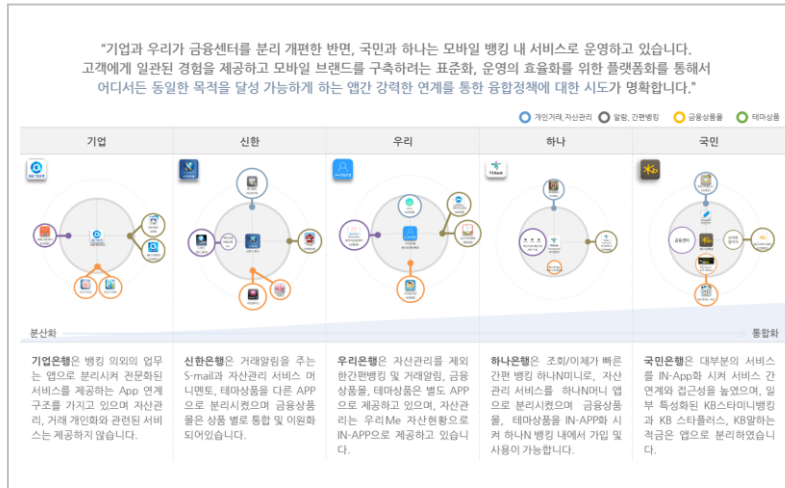 "기업과 우리가 금융센터를 분리 개편한 반면, 국민과 하나는 모바일 뱅킹 내 서비스로 운영하고 있습니다.
고객에게 일관된 경험을 제공하고 모바일 브랜드를 구축하려는 표준화, 운영의 효율화를 위한 플랫폼화를 통해서
어디서든 동일한 목적을 달성 가능하게 하는 앱간 강력한 연계를 통한 융합정책에 대한 시도가 명확합니다."
개인거래,자산관리 알람, 간편뱅킹 금융상품몰 테마상품
기업 신한 우리 하나 국민
금융센터
분산화 통합화
기업은행은 뱅킹 의외의 업무
는 앱으로 분리시켜 전문화된
서비스를 제공하는 App 연계
구조를 가지고 있으며 자산관
리, 거래 개인화와 관련된 서비
스는 제공하지 않습니다.
신한은행은 거래알림을 주는
S-mail과 자산관리 서비스 머
니멘토, 테마상품을 다른 APP
으로 분리시켰으며 금융상품
몰은 상품 별로 통합 및 이원화
되어있습니다.
우리은행은 자산관리를 제외
한간편뱅킹 및 거래알림, 금융
상품몰, 테마상품은 별도 APP
으로 제공하고 있으며, 자산관
리는 우리Me 자산현황으로
IN-APP으로 제공하고 있습니
다.
하나은행은 조회/이체가 빠른
간편 뱅킹 하나N미니로, 자산
관리 서비스를 하나N머니 앱
으로 분리시켰으며 금융상품
몰, 테마상품을 IN-APP화 시
켜 하나N 뱅킹 내에서 가입 및
사용이 가능합니다.
국민은행은 대부분의 서비스
를 IN-App화 시켜 서비스 간
연계와 접근성을 높였으며, 일
부 특성화된 KB스타미니뱅킹
과 KB 스타플러스, KB말하는
적금은 앱으로 분리하였습니
다.